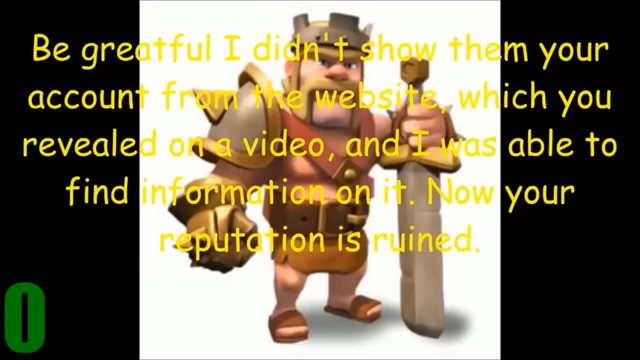 Be greatful I didn't show them your
account from the website, which you
revealed on a video, and I was able to
find information on it. Now your
reputation is ruined.
0